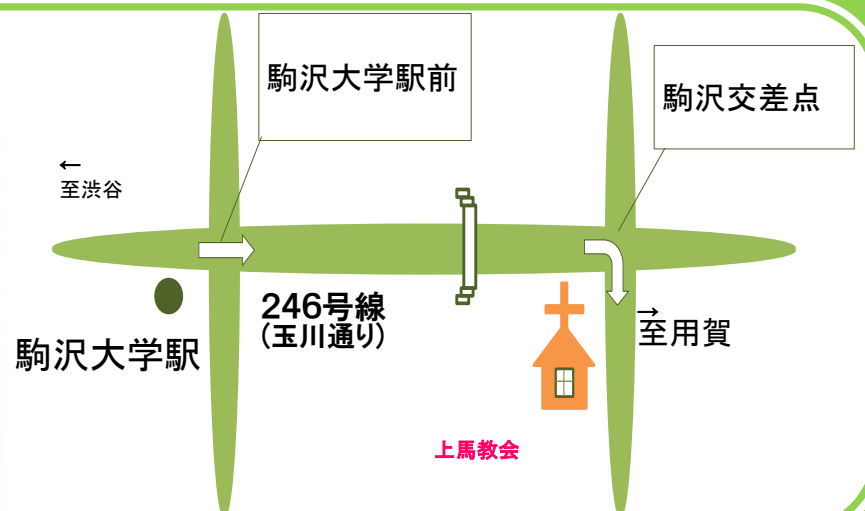 駒沢大学駅前
駒沢交差点
←
至渋谷
246号線
(玉川通り)
→
至用賀
駒沢大学駅
上馬教会